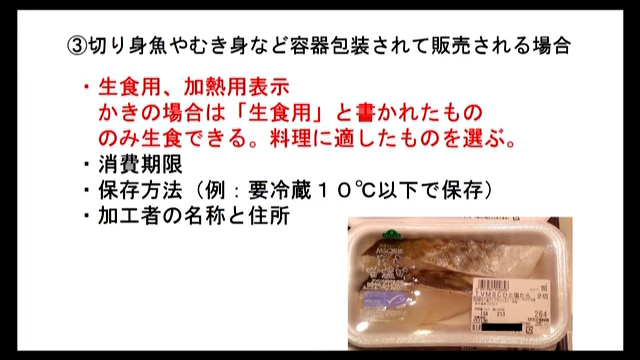 ③切り身魚やむき身など容器包装されて販売される場合
・生食用、加熱用表示
かきの場合は「生食用」と書かれたもの
のみ生食できる。料理に適したものを選ぶ。
・消費期限
・保存方法（例：要冷蔵１０℃以下で保存）
・加工者の名称と住所
264